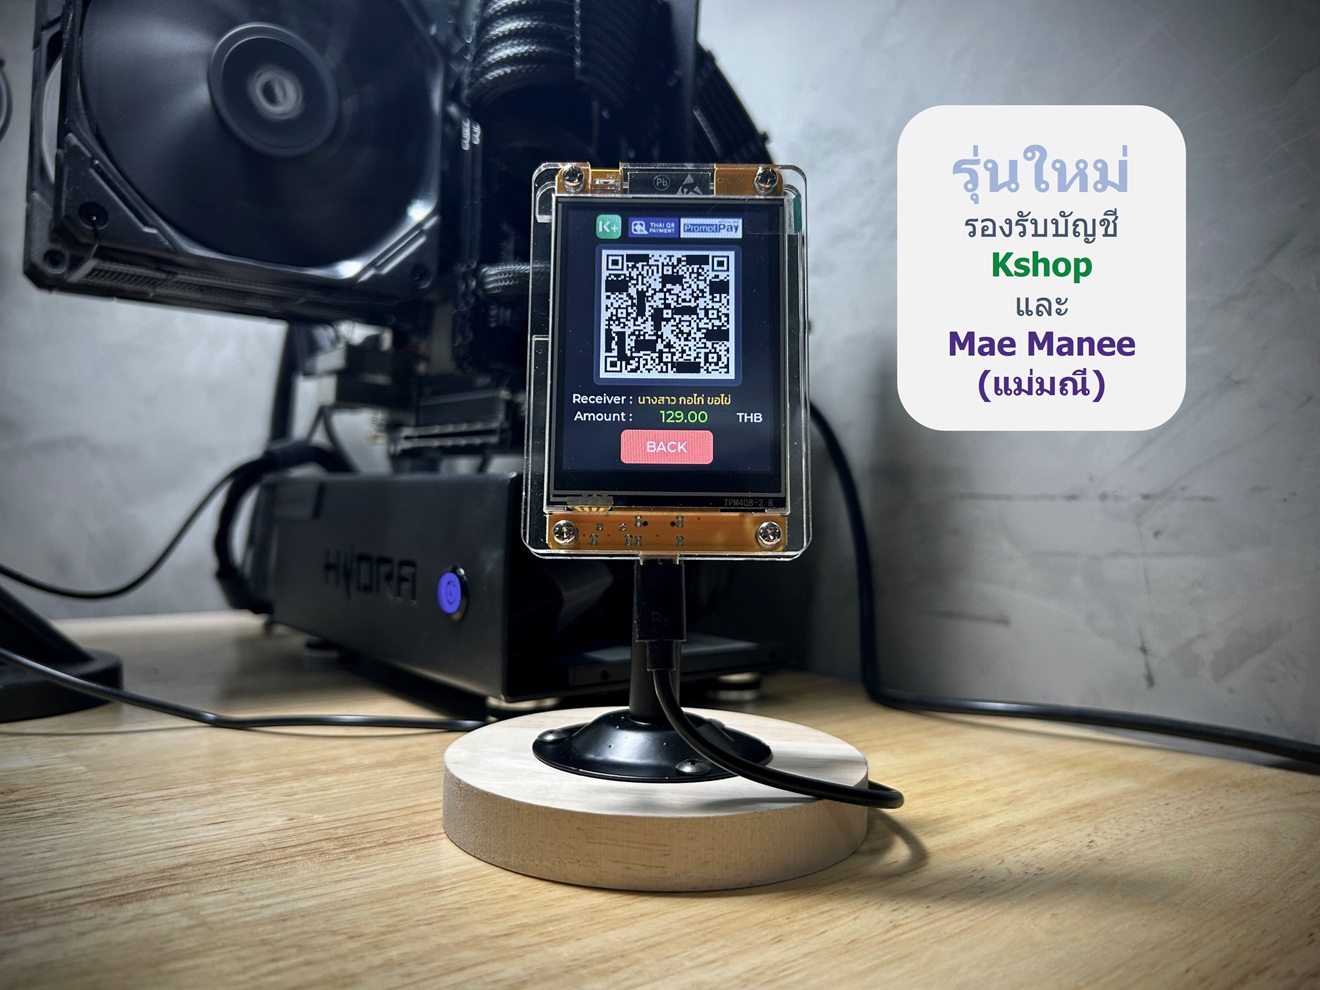 รุ่นใหม่
รองรับบัญชี
Kshop
และ
Mae Manee
(แม่มณี)
Pb
K+
THAI QR
PAYMENT
PromptPay
Receiver : นางสาว กอไก่ ขอไข่
Amount : 129.00 THB
BACK
TPM408-2.8
HYDRA